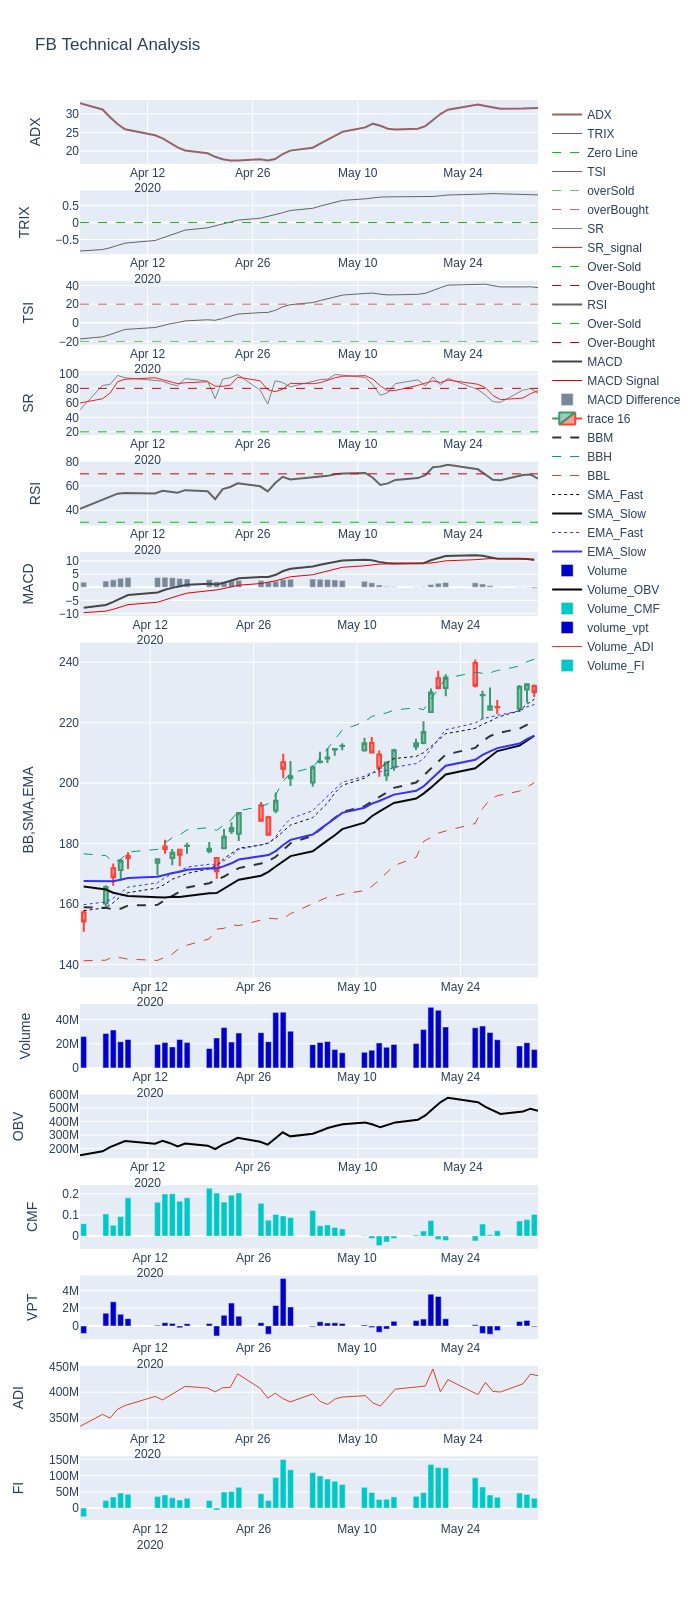 FB Technical Analysis
ADX
30
25
20
Apr 12
2020
Apr 26
May 10
May 24
TRIX
0.5
0
−0.5
Apr 12
2020
Apr 26
May 10
May 24
TSI
40
20
0
−20
Apr 12
2020
Apr 26
May 10
May 24
SR
100
80
60
40
20
Apr 12
2020
Apr 26
May 10
May 24
RSI
80
60
40
Apr 12
2020
Apr 26
May 10
May 24
MACD
10
5
0
−5
−10
Apr 12
2020
Apr 26
May 10
May 24
BB,SMA,EMA
240
220
200
180
160
140
Apr 12
2020
Apr 26
May 10
May 24
Volume
40M
20M
0
Apr 12
2020
Apr 26
May 10
May 24
OBV
600M
500M
400M
300M
200M
Apr 12
2020
Apr 26
May 10
May 24
CMF
0.2
0.1
0
Apr 12
2020
Apr 26
May 10
May 24
VPT
4M
2M
0
Apr 12
2020
Apr 26
May 10
May 24
ADI
450M
400M
350M
Apr 12
2020
Apr 26
May 10
May 24
FI
150M
100M
50M
0
Apr 12
2020
Apr 26
May 10
May 24
ADX
TRIX
Zero Line
TSI
overSold
overBought
SR
SR_signal
Over-Sold
Over-Bought
RSI
Over-Sold
Over-Bought
MACD
MACD Signal
MACD Difference
trace 16
BBM
BBH
BBL
SMA_Fast
SMA_Slow
EMA_Fast
EMA_Slow
Volume
Volume_OBV
Volume_CMF
volume_vpt
Volume_ADI
Volume_FI